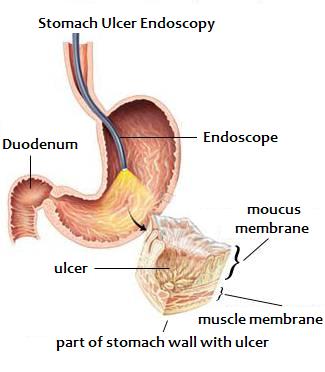 Stomach Ulcer Endoscopy
Endoscope
Duodenum
moucus
membrane
ulcer
muscle membrane
part of stomach wall with ulcer